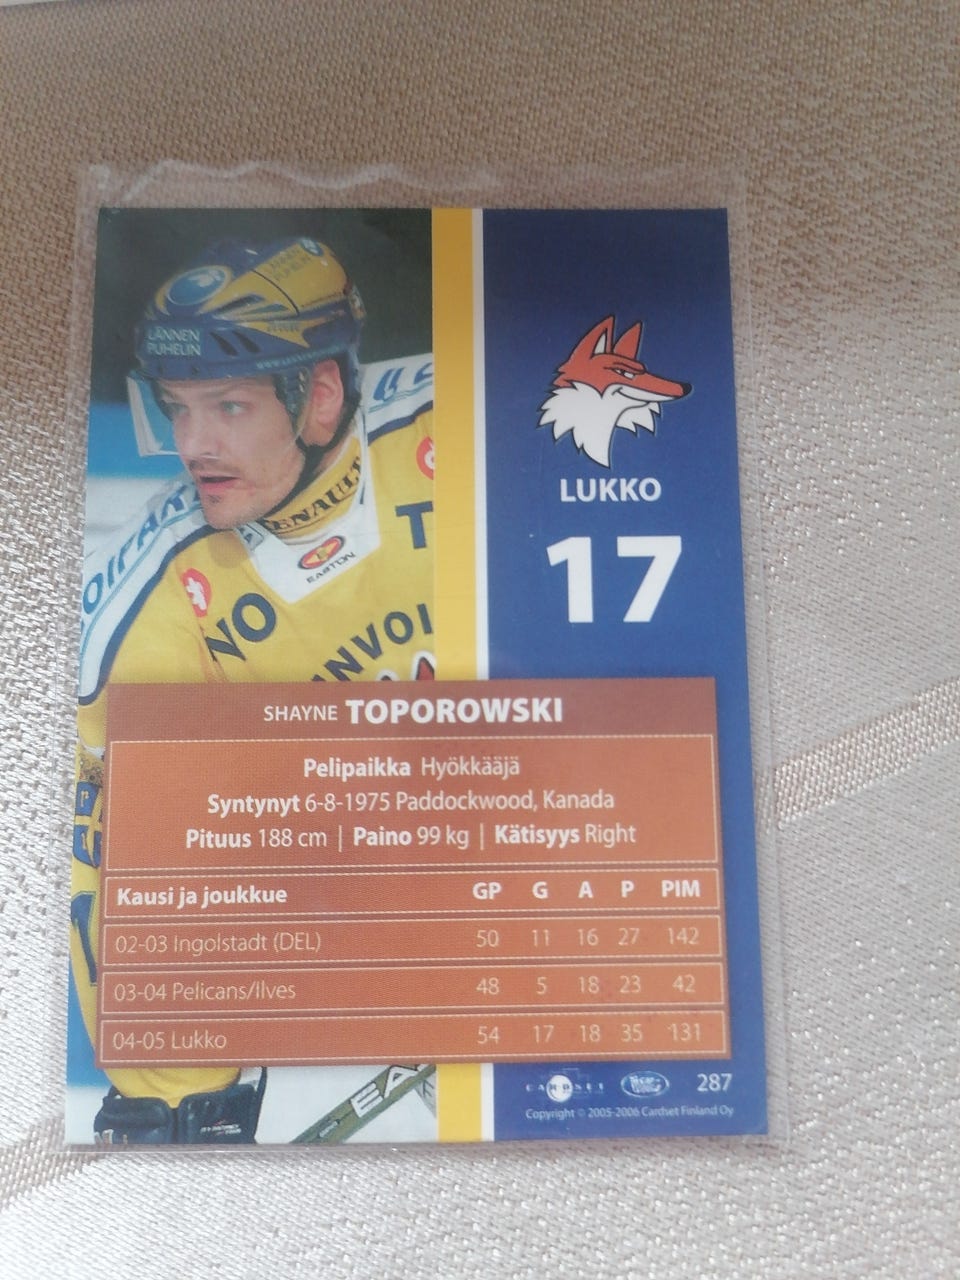 LÄNNEN
PUHELIN
RENAULT
EASTON
LUKKO
17
SHAYNE TOPOROWSKI
Pelipaikka Hyökkääjä
Syntynyt 6-8-1975 Paddockwood, Kanada
Pituus 188 cm | Paino 99 kg | Kätisyys Right
Kausi ja joukkue GP G A P PIM
02-03 Ingolstadt (DEL) 50 11 16 27 142
03-04 Pelicans/Ilves 48 5 18 23 42
04-05 Lukko 54 17 18 35 131
CARDSET
287
Copyright © 2005-2006 Cardset Finland Oy